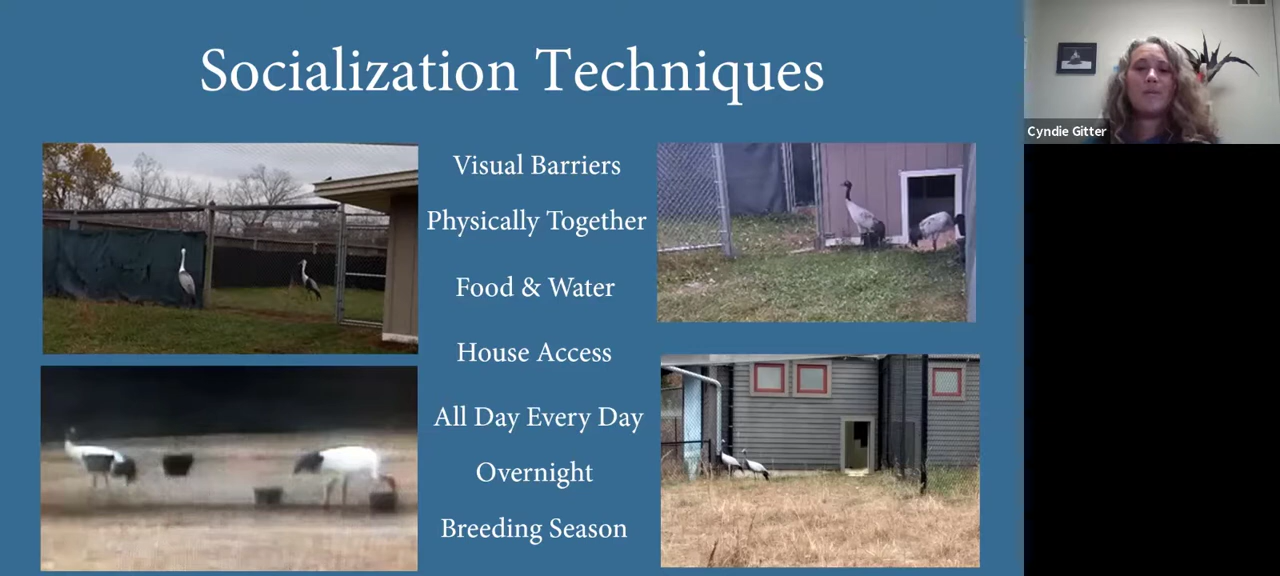 Socialization Techniques
Visual Barriers
Physically Together
Food & Water
House Access
All Day Every Day
Overnight
Breeding Season
Cyndie Gitter